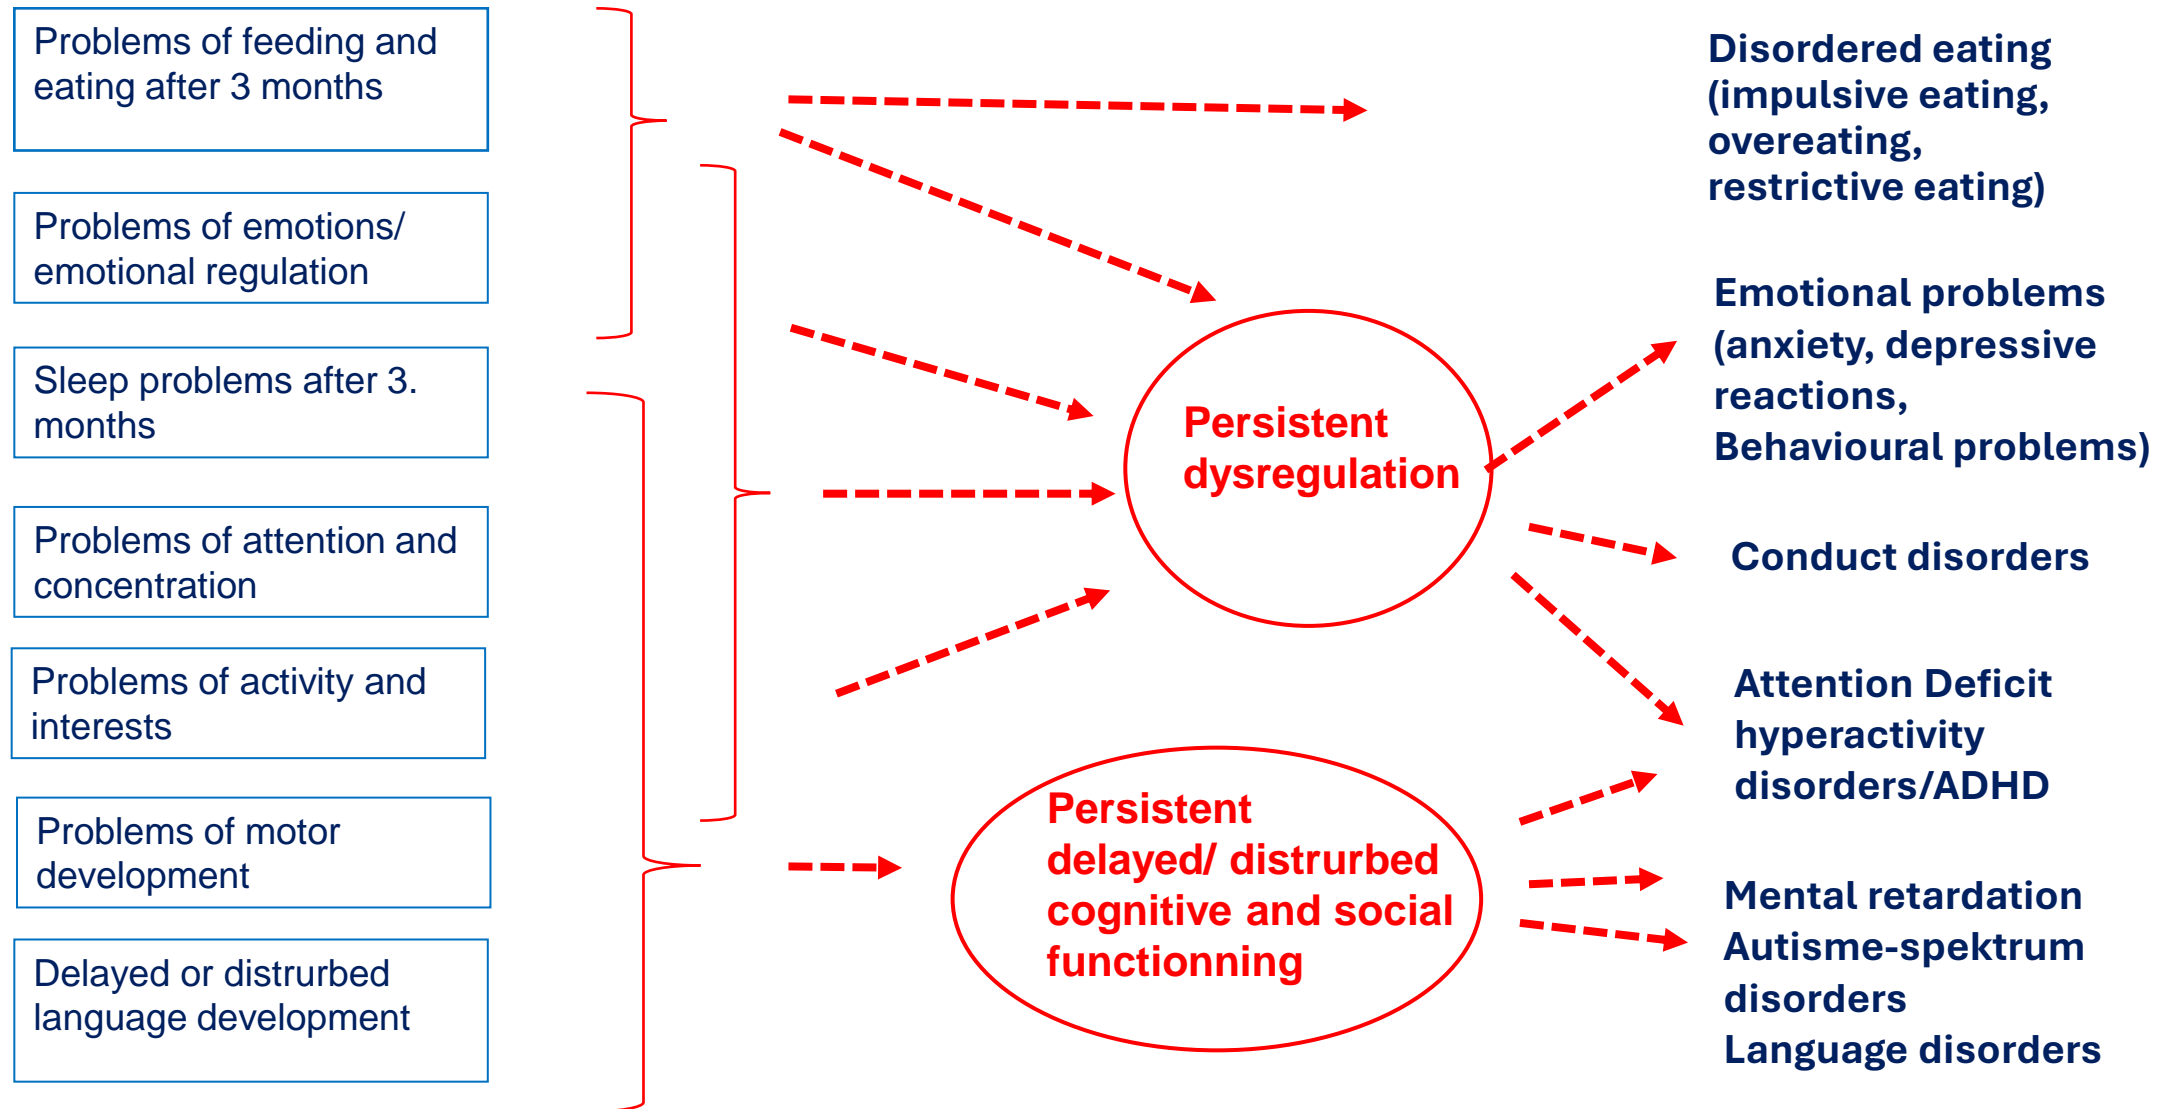 Problems of feeding and
eating after 3 months
Problems of emotions/
emotional regulation
Sleep problems after 3.
months
Problems of attention and
concentration
Problems of activity and
interests
Problems of motor
development
Delayed or distrurbed
language development
Persistent
dysregulation
Persistent
delayed/ distrurbed
cognitive and social
functionning
Disordered eating
(impulsive eating,
overeating,
restrictive eating)
Emotional problems
(anxiety, depressive
reactions,
Behavioural problems)
Conduct disorders
Attention Deficit
hyperactivity
disorders/ADHD
Mental retardation
Autisme-spektrum
disorders
Language disorders